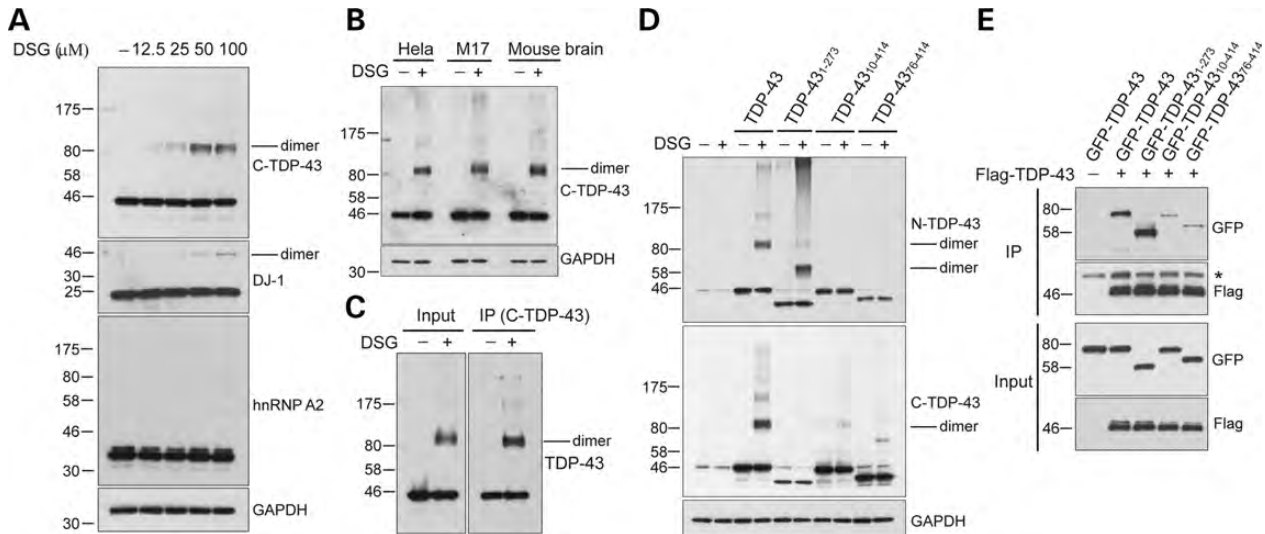 A
DSG (μM) – 12.5 25 50 100
175
80
58
46
dimer
C-TDP-43
46
30
25
dimer
DJ-1
175
80
58
46
30
hnRNP A2
30
GAPDH
B
Hela M17 Mouse brain
DSG – + – + – +
175
80
58
46
dimer
C-TDP-43
30
GAPDH
C
Input IP (C-TDP-43)
DSG – + – +
175
80
58
46
dimer
TDP-43
D
TDP-43
TDP-43₁₋₂₇₃
TDP-43₁₀₋₄₁₄
TDP-43₇₆₋₄₁₄
DSG – + – + – + – + – +
175
80
58
46
N-TDP-43
dimer
dimer
175
80
58
46
C-TDP-43
dimer
GAPDH
E
GFP-TDP-43
GFP-TDP-43
GFP-TDP-43₁₋₂₇₃
GFP-TDP-43₁₀₋₄₁₄
GFP-TDP-43₇₆₋₄₁₄
Flag-TDP-43 – + + + +
IP
80
58
GFP
*
46
Flag
Input
80
58
GFP
46
Flag